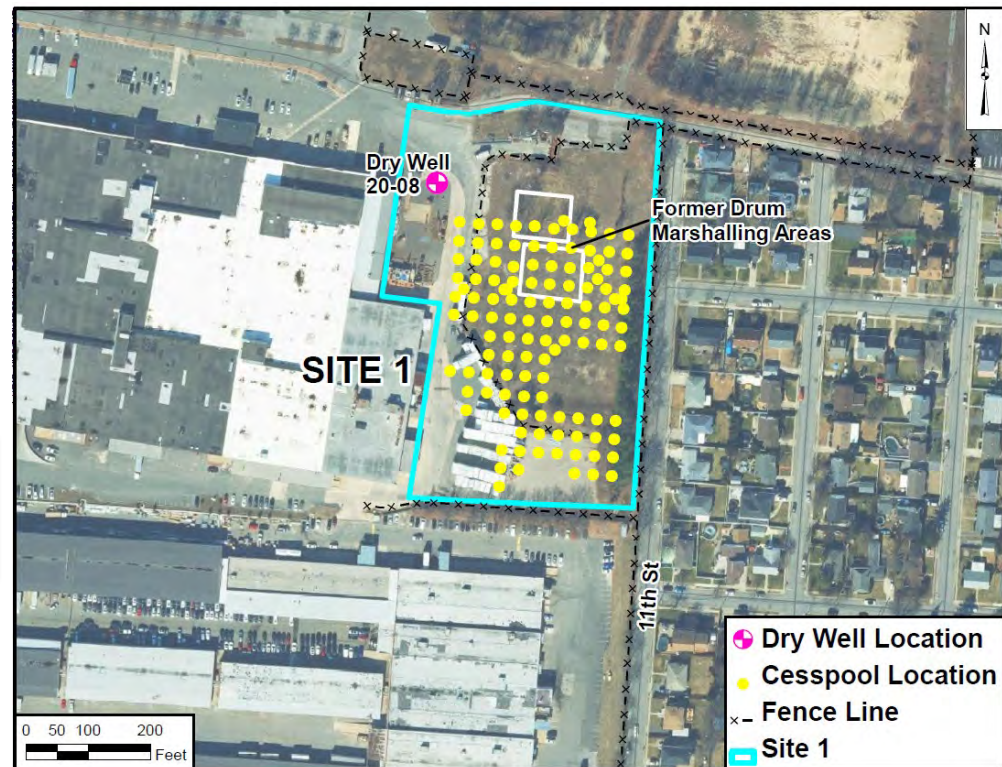 N
Dry Well
20-08
Former Drum
Marshalling Areas
SITE 1
11th St
Dry Well Location
Cesspool Location
Fence Line
Site 1
0 50 100 200
Feet